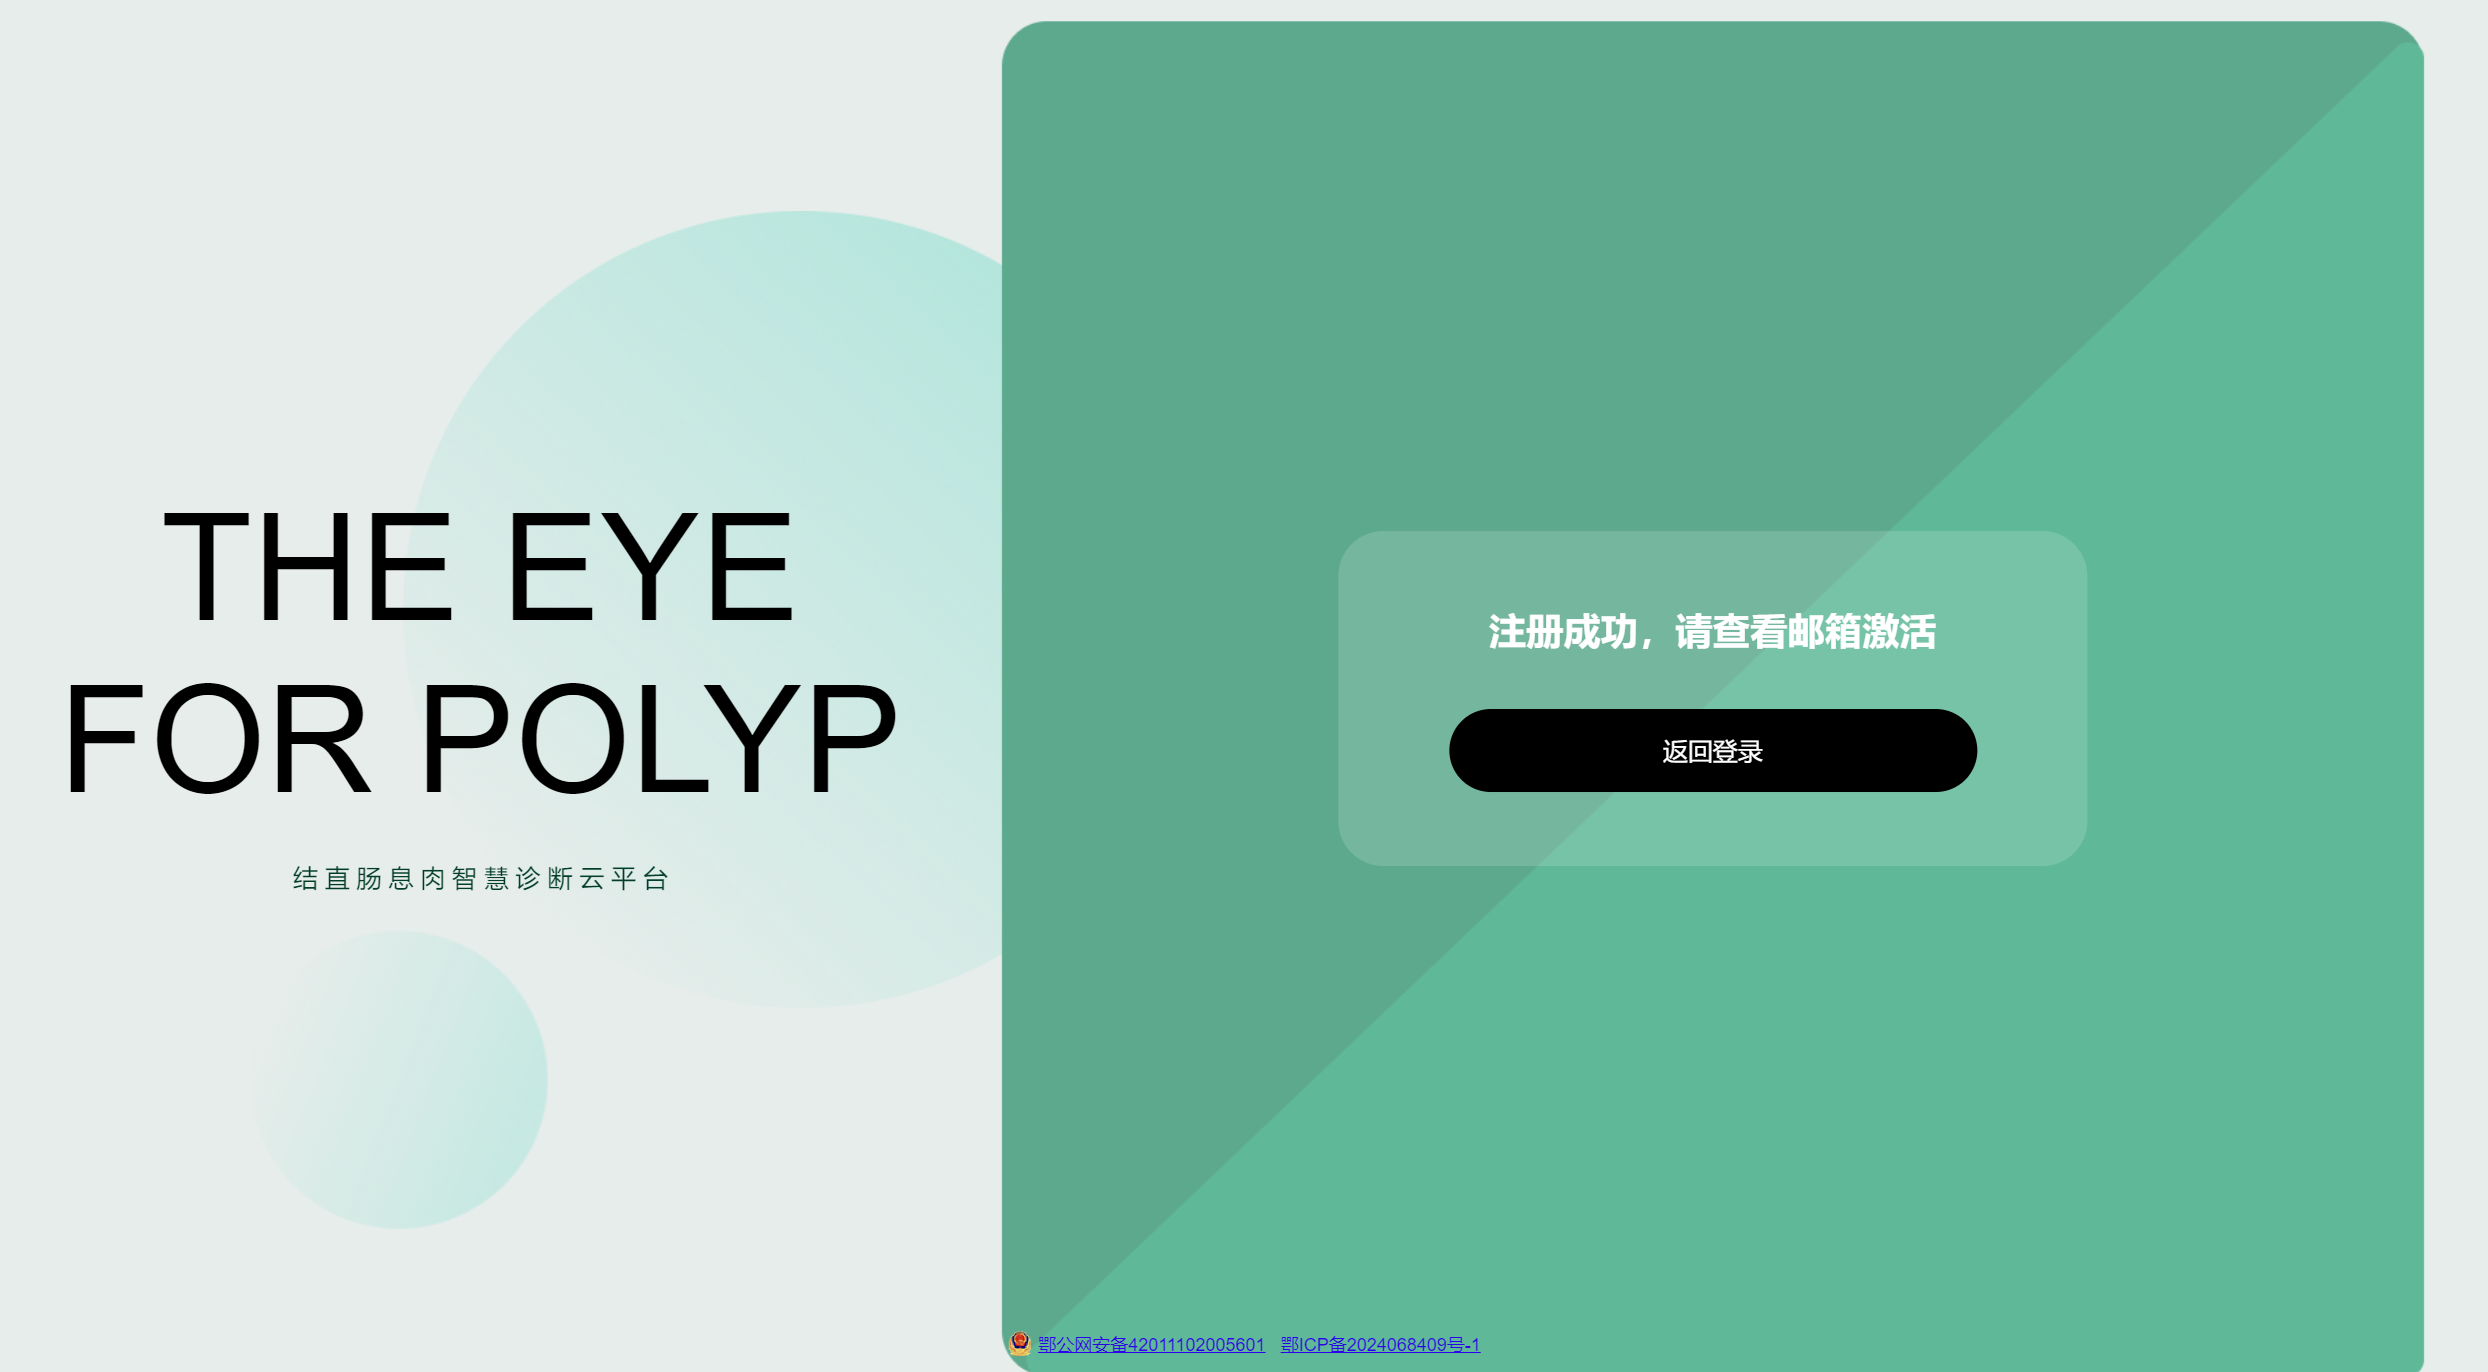 THE EYE
FOR POLYP
结直肠息肉智慧诊断云平台
注册成功，请查看邮箱激活
返回登录
鄂公网安备42011102005601 鄂ICP备2024068409号-1